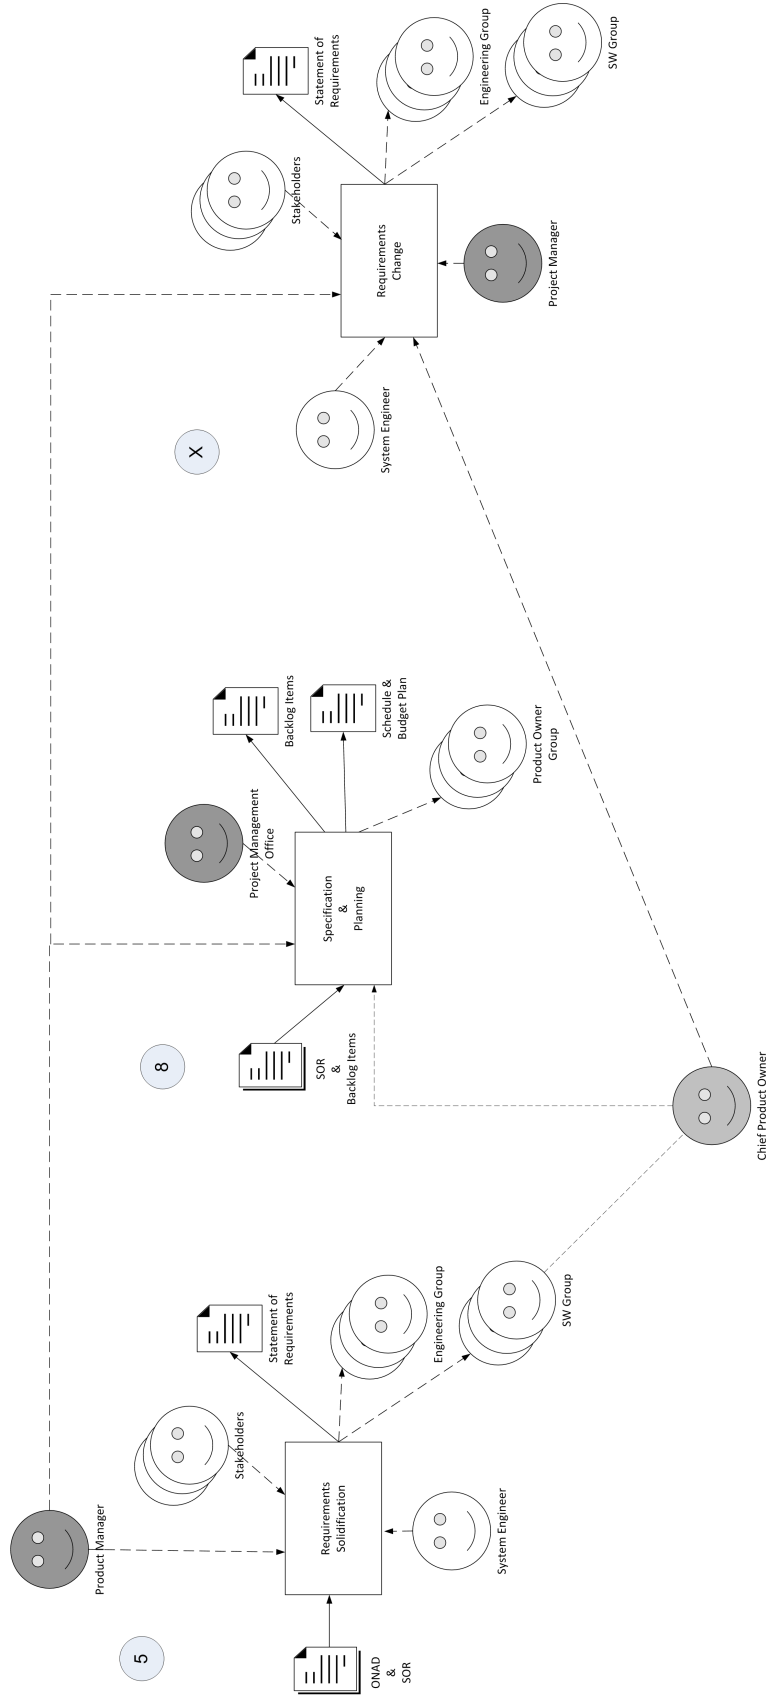 5
Product Manager
ONAD
&
SOR
Requirements
Solidification
Stakeholders
System Engineer
Statement of
Requirements
Engineering Group
SW Group
Chief Product Owner
8
SOR
&
Backlog Items
Specification
&
Planning
Project Management
Office
Backlog Items
Schedule &
Budget Plan
Product Owner
Group
X
System Engineer
Requirements
Change
Stakeholders
Project Manager
Statement of
Requirements
Engineering Group
SW Group